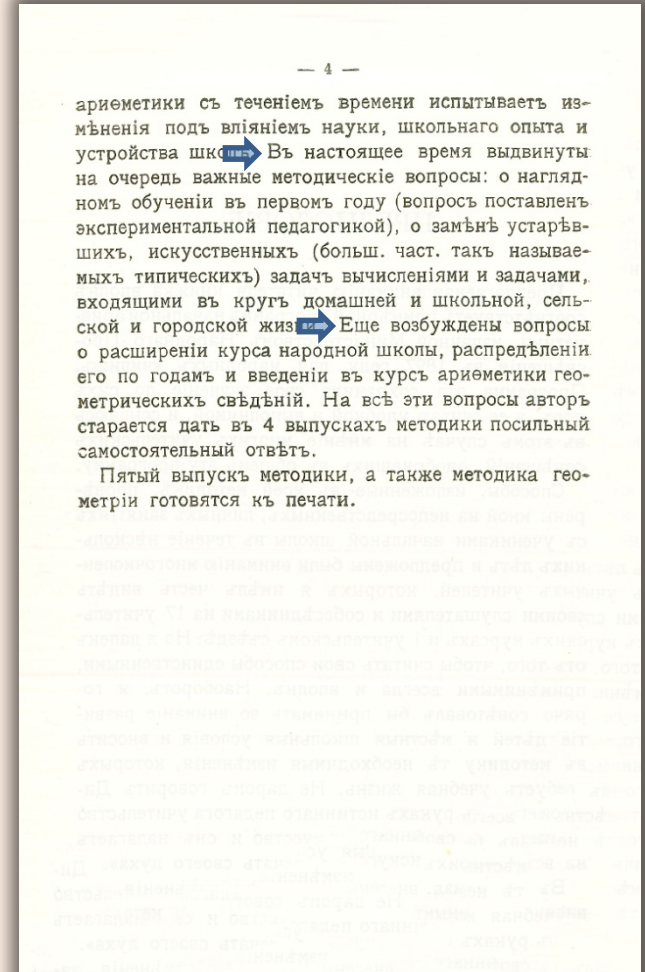 — 4 —
ариѳметики съ теченіемъ времени испытываетъ из-
мѣненія подъ вліяніемъ науки, школьнаго опыта и
устройства Въ настоящее время выдвинуты
на очередь важные методическіе вопросы: о нагляд-
номъ обученіи въ первомъ году (вопросъ поставленъ
экспериментальной педагогикой), о замѣнѣ устарѣв-
шихъ, искусственныхъ (больш. част. такъ называе-
мыхъ типическихъ) задачъ вычисленіями и задачами,
входящими въ кругъ домашней и школьной, сель-
ской и городской Еще возбуждены вопросы
о расширеніи курса народной школы, распредѣленіи
его по годамъ и введеніи въ курсъ ариѳметики гео-
метрическихъ свѣдѣній. На всѣ эти вопросы авторъ
старается дать въ 4 выпускахъ методики посильный
самостоятельный отвѣтъ.
Пятый выпускъ методики, а также методика гео-
метріи готовятся къ печати.